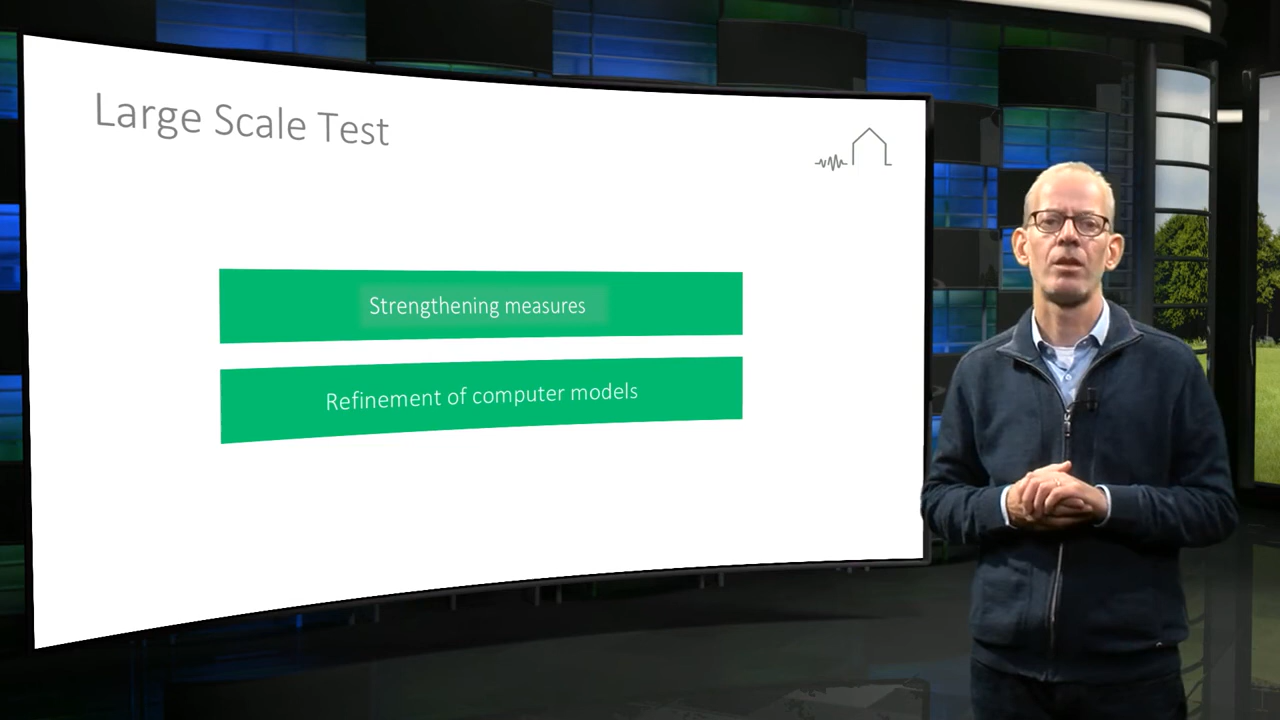 Large Scale Test
Strengthening measures
Refinement of computer models